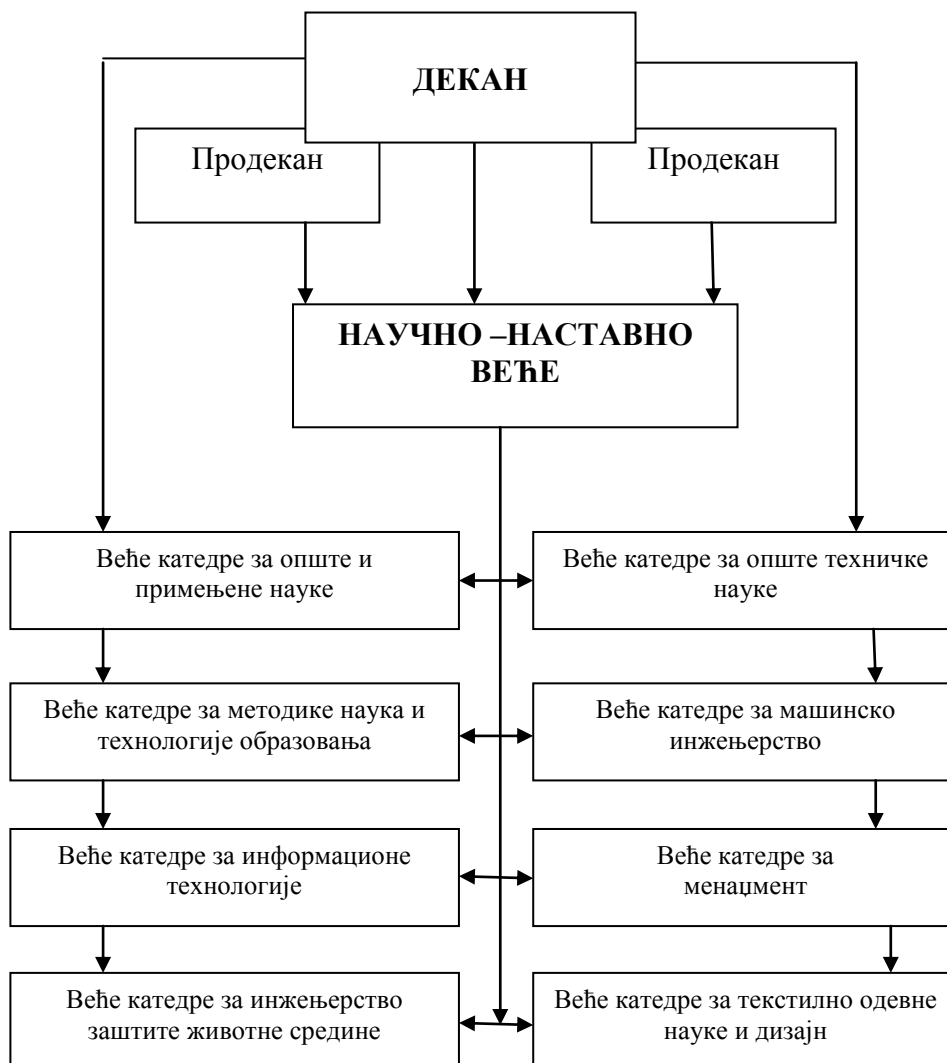 ДЕКАН
Продекан
Продекан
НАУЧНО –НАСТАВНО
ВЕЋЕ
Веће катедре за опште и
примењене науке
Веће катедре за опште техничке
науке
Веће катедре за методике наука и
технологије образовања
Веће катедре за машинско
инжењерство
Веће катедре за информационе
технологије
Веће катедре за
менаџмент
Веће катедре за инжењерство
заштите животне средине
Веће катедре за текстилно одевне
науке и дизајн